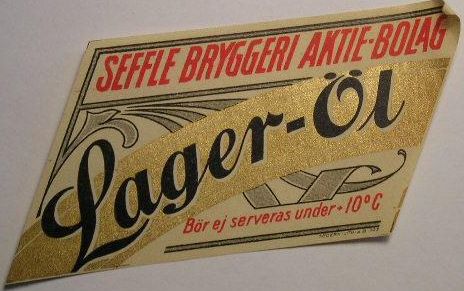 SEFFLE BRYGGERI AKTIE-BOLAG
Lager-Öl
Bör ej serveras under +10°C